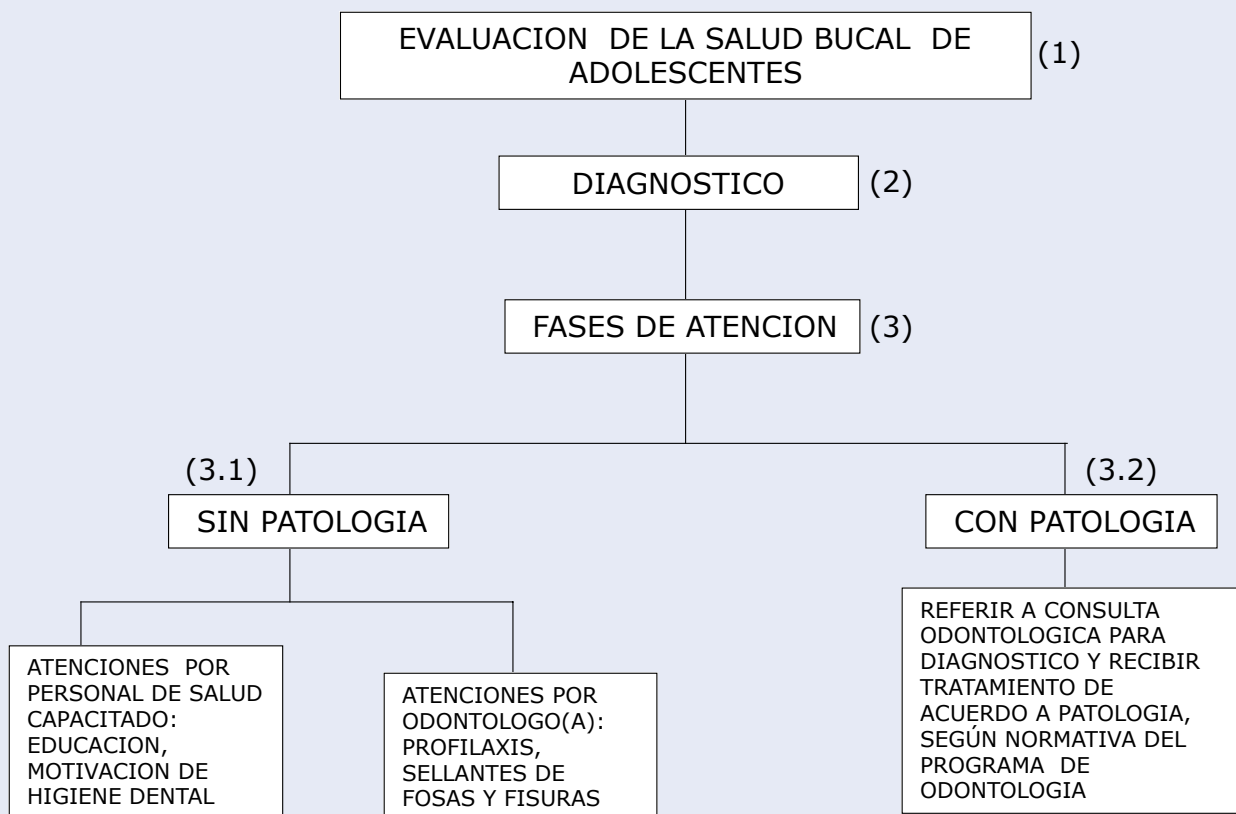 EVALUACION DE LA SALUD BUCAL DE
ADOLESCENTES
(1)
DIAGNOSTICO
(2)
FASES DE ATENCION
(3)
(3.1)
SIN PATOLOGIA
(3.2)
CON PATOLOGIA
ATENCIONES POR
PERSONAL DE SALUD
CAPACITADO:
EDUCACION,
MOTIVACION DE
HIGIENE DENTAL
ATENCIONES POR
ODONTOLOGO(A):
PROFILAXIS,
SELLANTES DE
FOSAS Y FISURAS
REFERIR A CONSULTA
ODONTOLOGICA PARA
DIAGNOSTICO Y RECIBIR
TRATAMIENTO DE
ACUERDO A PATOLOGIA,
SEGÚN NORMATIVA DEL
PROGRAMA DE
ODONTOLOGIA